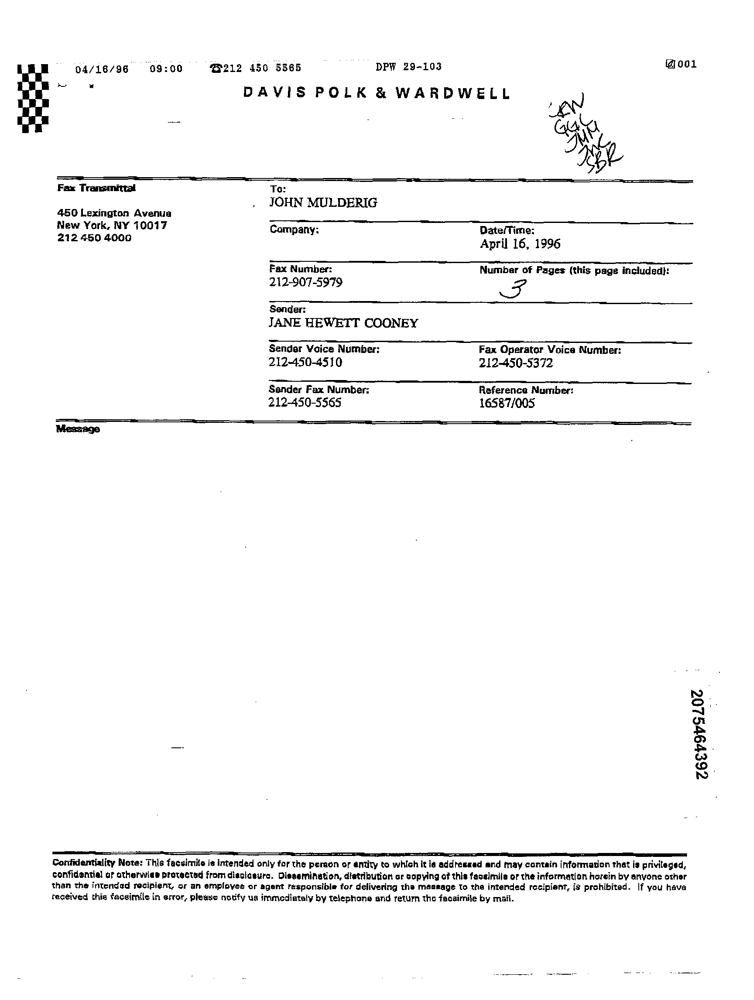 04/16/96 09:00 ☎212 450 5565 DPW 29-103 001
DAVIS POLK & WARDWELL
GGG
JCBR
Fax Transmittal
450 Lexington Avenue
New York, NY 10017
212 450 4000
To:
JOHN MULDERIG
Company:
Date/Time:
April 16, 1996
Fax Number:
212-907-5979
Number of Pages (this page included):
3
Sender:
JANE HEWETT COONEY
Sender Voice Number:
212-450-4510
Fax Operator Voice Number:
212-450-5372
Sender Fax Number:
212-450-5565
Reference Number:
16587/005
Message
2075464392
Confidentiality Note: This facsimile is intended only for the person or entity to which it is addressed and may contain information that is privileged,
confidential or otherwise protected from disclosure. Dissemination, distribution or copying of this facsimile or the information herein by anyone other
than the intended recipient, or an employee or agent responsible for delivering the message to the intended recipient, is prohibited. If you have
received this facsimile in error, please notify us immediately by telephone and return the facsimile by mail.